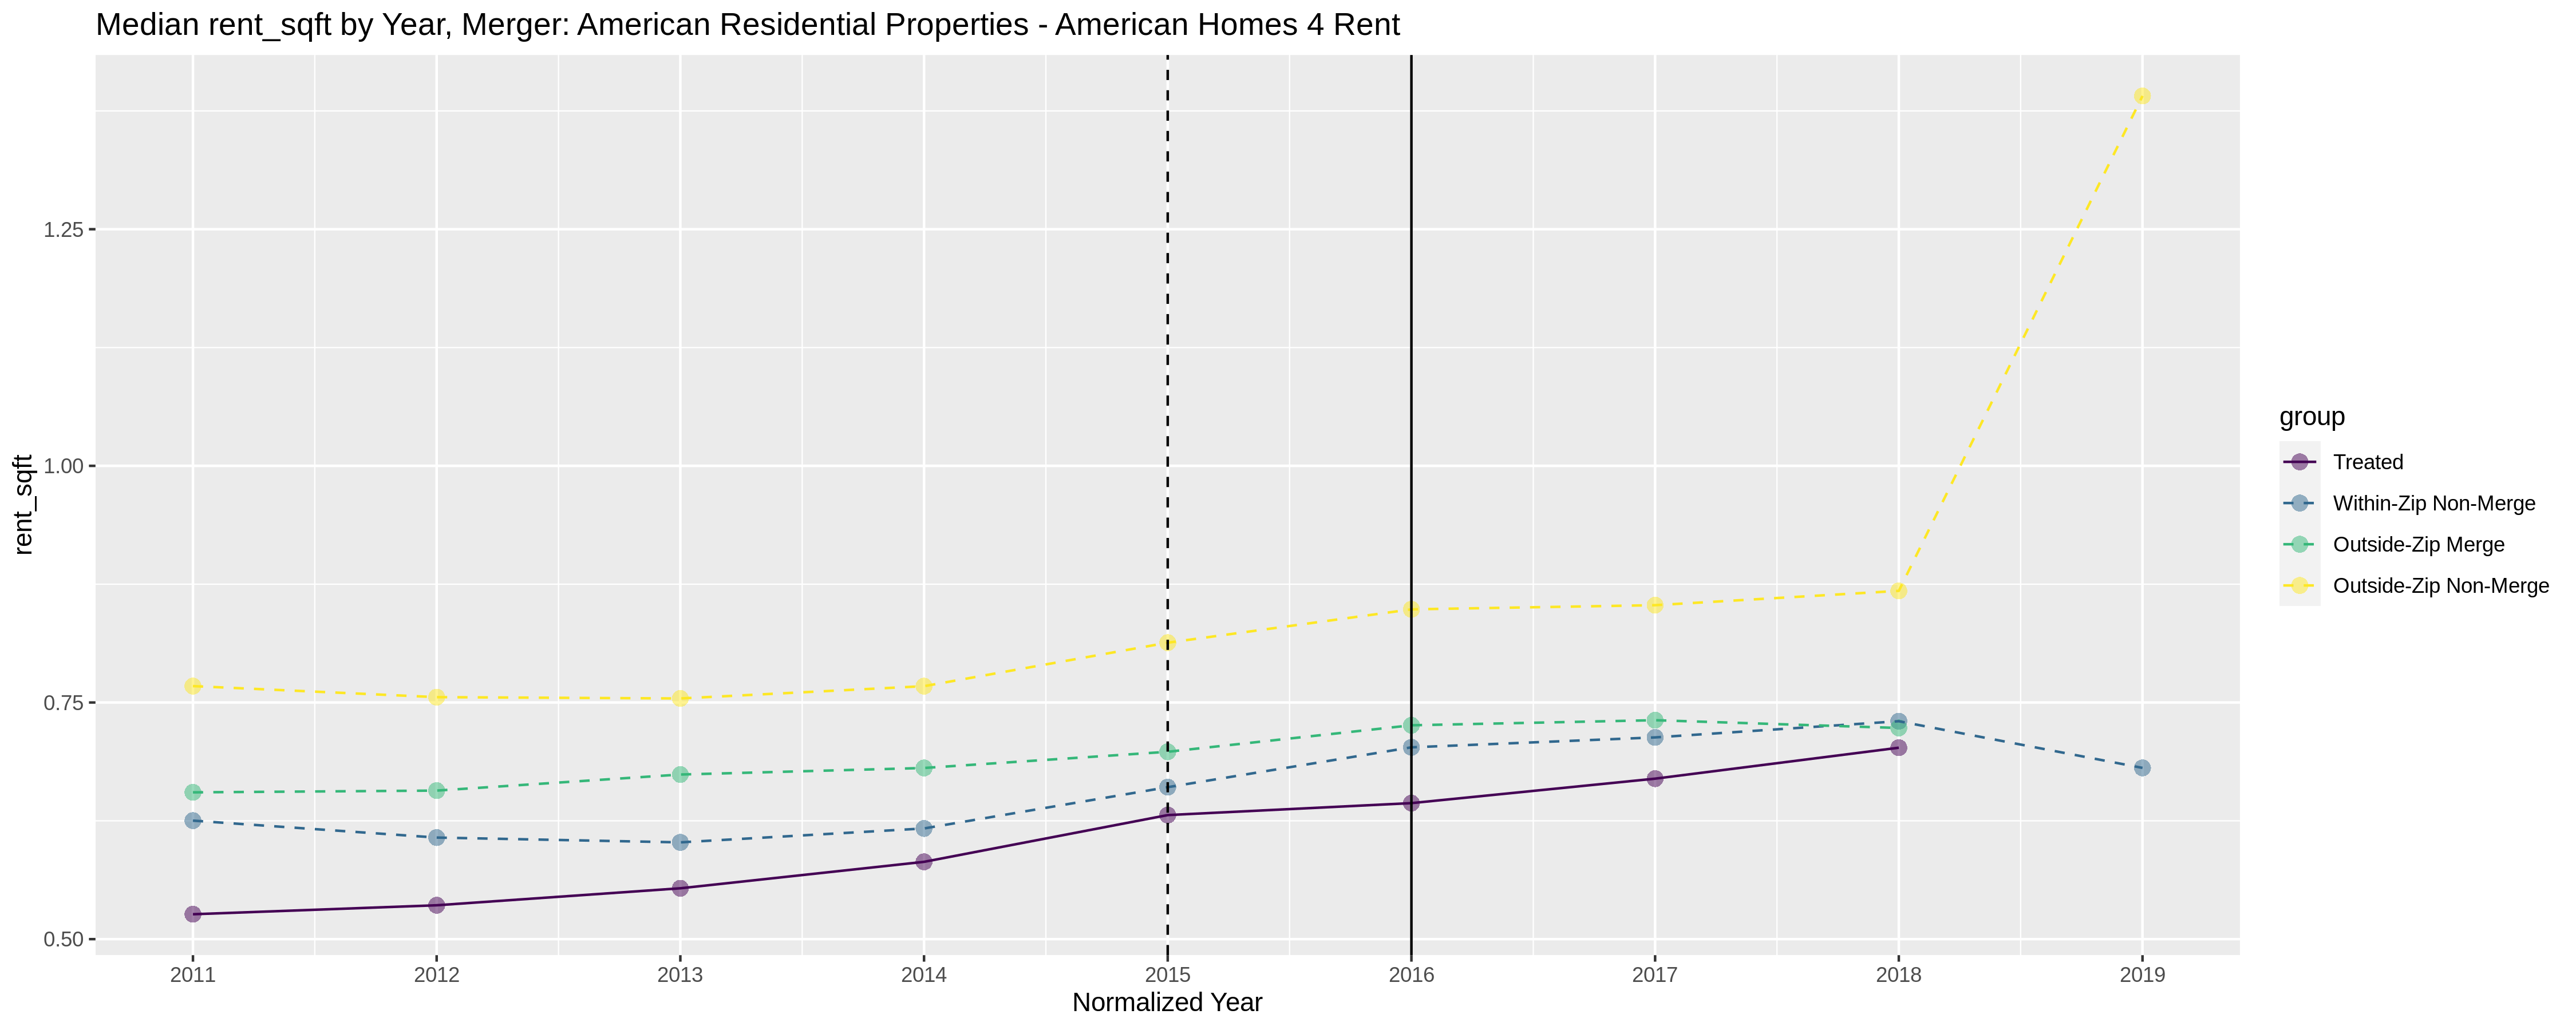 Median rent_sqft by Year, Merger: American Residential Properties - American Homes 4 Rent
rent_sqft
1.25
1.00
0.75
0.50
2011 2012 2013 2014 2015 2016 2017 2018 2019
Normalized Year
group
Treated
Within-Zip Non-Merge
Outside-Zip Merge
Outside-Zip Non-Merge